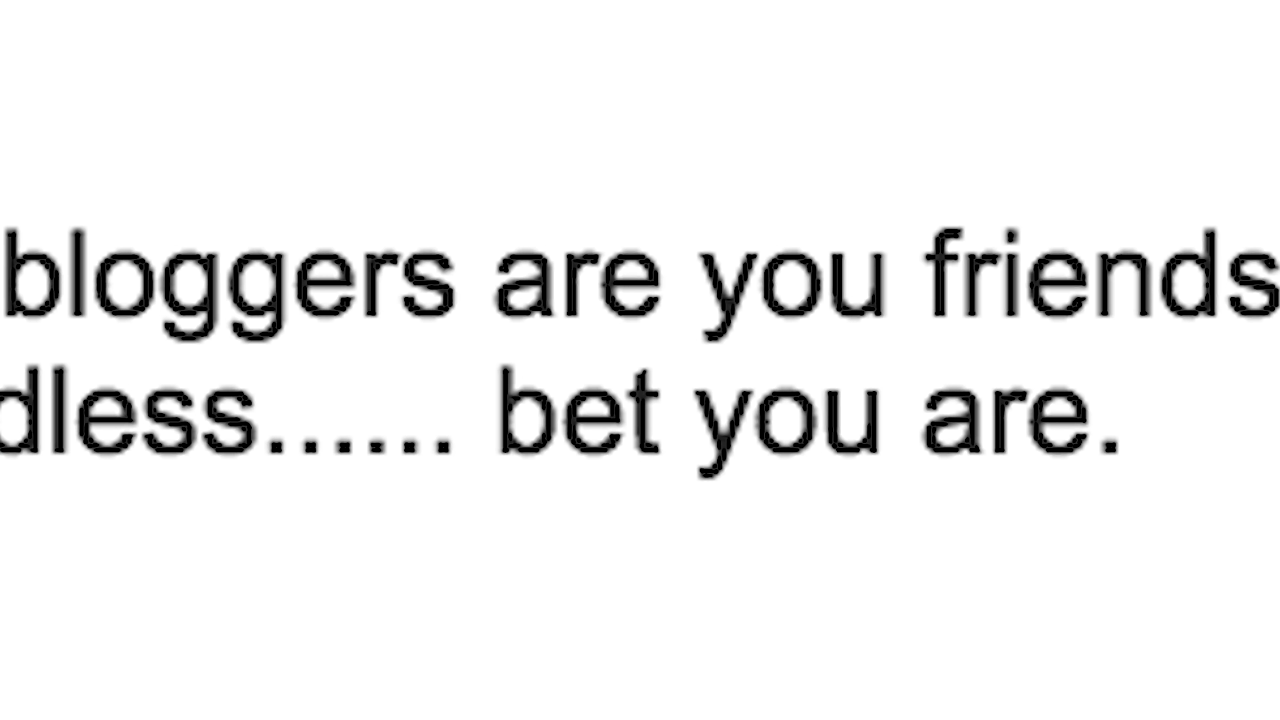 bloggers are you friends
dless...... bet you are.